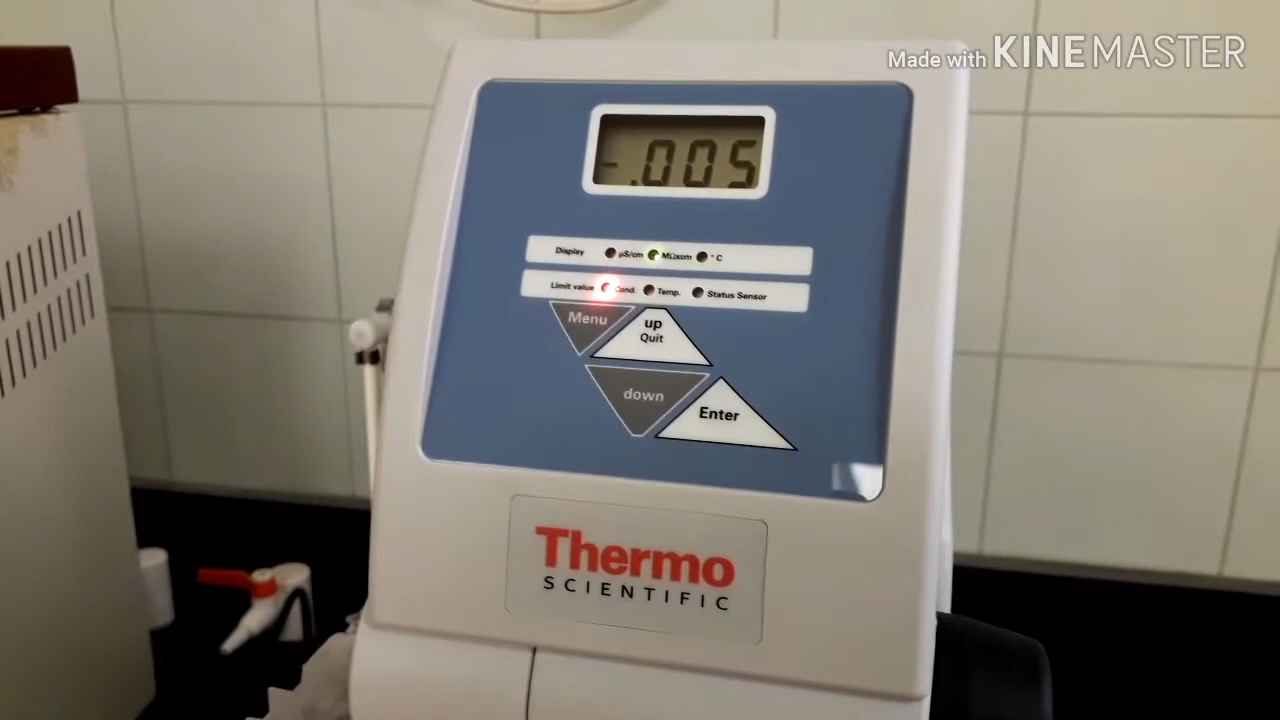 Made with KINEMASTER
-.005
Display µS/cm MΩxcm °C
Limit value Cond. Temp. Status Sensor
Menu
up
Quit
down
Enter
Thermo
SCIENTIFIC